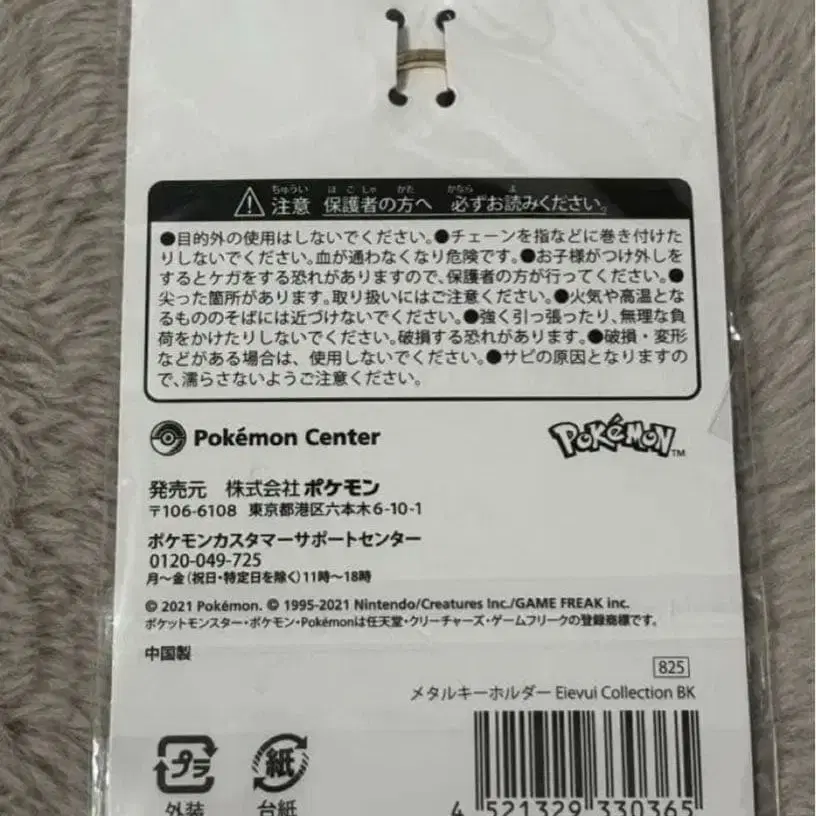 ちゅうい ほごしゃ かた かなら よ
注意 保護者の方へ 必ずお読みください。
●目的外の使用はしないでください。●チェーンを指などに巻き付けた
りしないでください。血が通わなくなり危険です。●お子様がつけ外しを
するとケガをする恐れがありますので、保護者の方が行ってください。●
尖った箇所があります。取り扱いにはご注意ください。●火気や高温とな
るもののそばには近づけないでください。●強く引っ張ったり、無理な負
荷をかけたりしないでください。破損する恐れがあります。●破損・変形
などがある場合は、使用しないでください。●サビの原因となりますの
で、濡らさないようご注意ください。
Pokémon Center
POKéMON™
発売元 株式会社ポケモン
〒106-6108 東京都港区六本木6-10-1
ポケモンカスタマーサポートセンター
0120-049-725
月～金(祝日・特定日を除く)11時～18時
© 2021 Pokémon. © 1995-2021 Nintendo/Creatures Inc./GAME FREAK inc.
ポケットモンスター・ポケモン・Pokémonは任天堂・クリーチャーズ・ゲームフリークの登録商標です。
中国製
825
メタルキーホルダー Eievui Collection BK
プラ 紙
外装 台紙
4 521329 330365